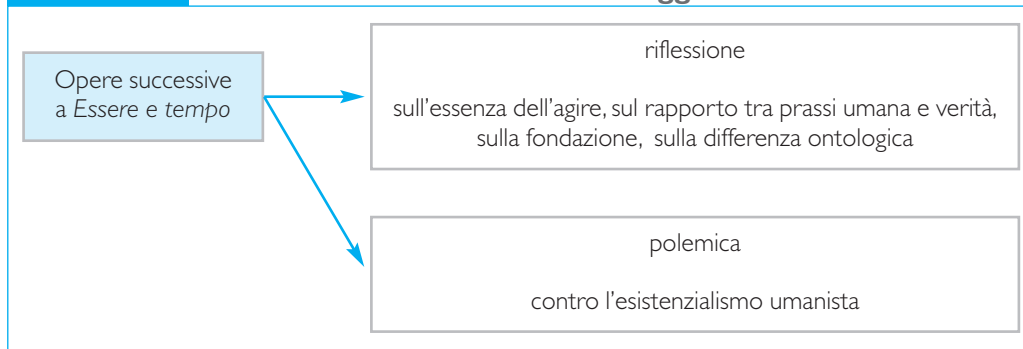 Opere successive
a Essere e tempo
riflessione
sull'essenza dell'agire, sul rapporto tra prassi umana e verità,
sulla fondazione, sulla differenza ontologica
polemica
contro l'esistenzialismo umanista